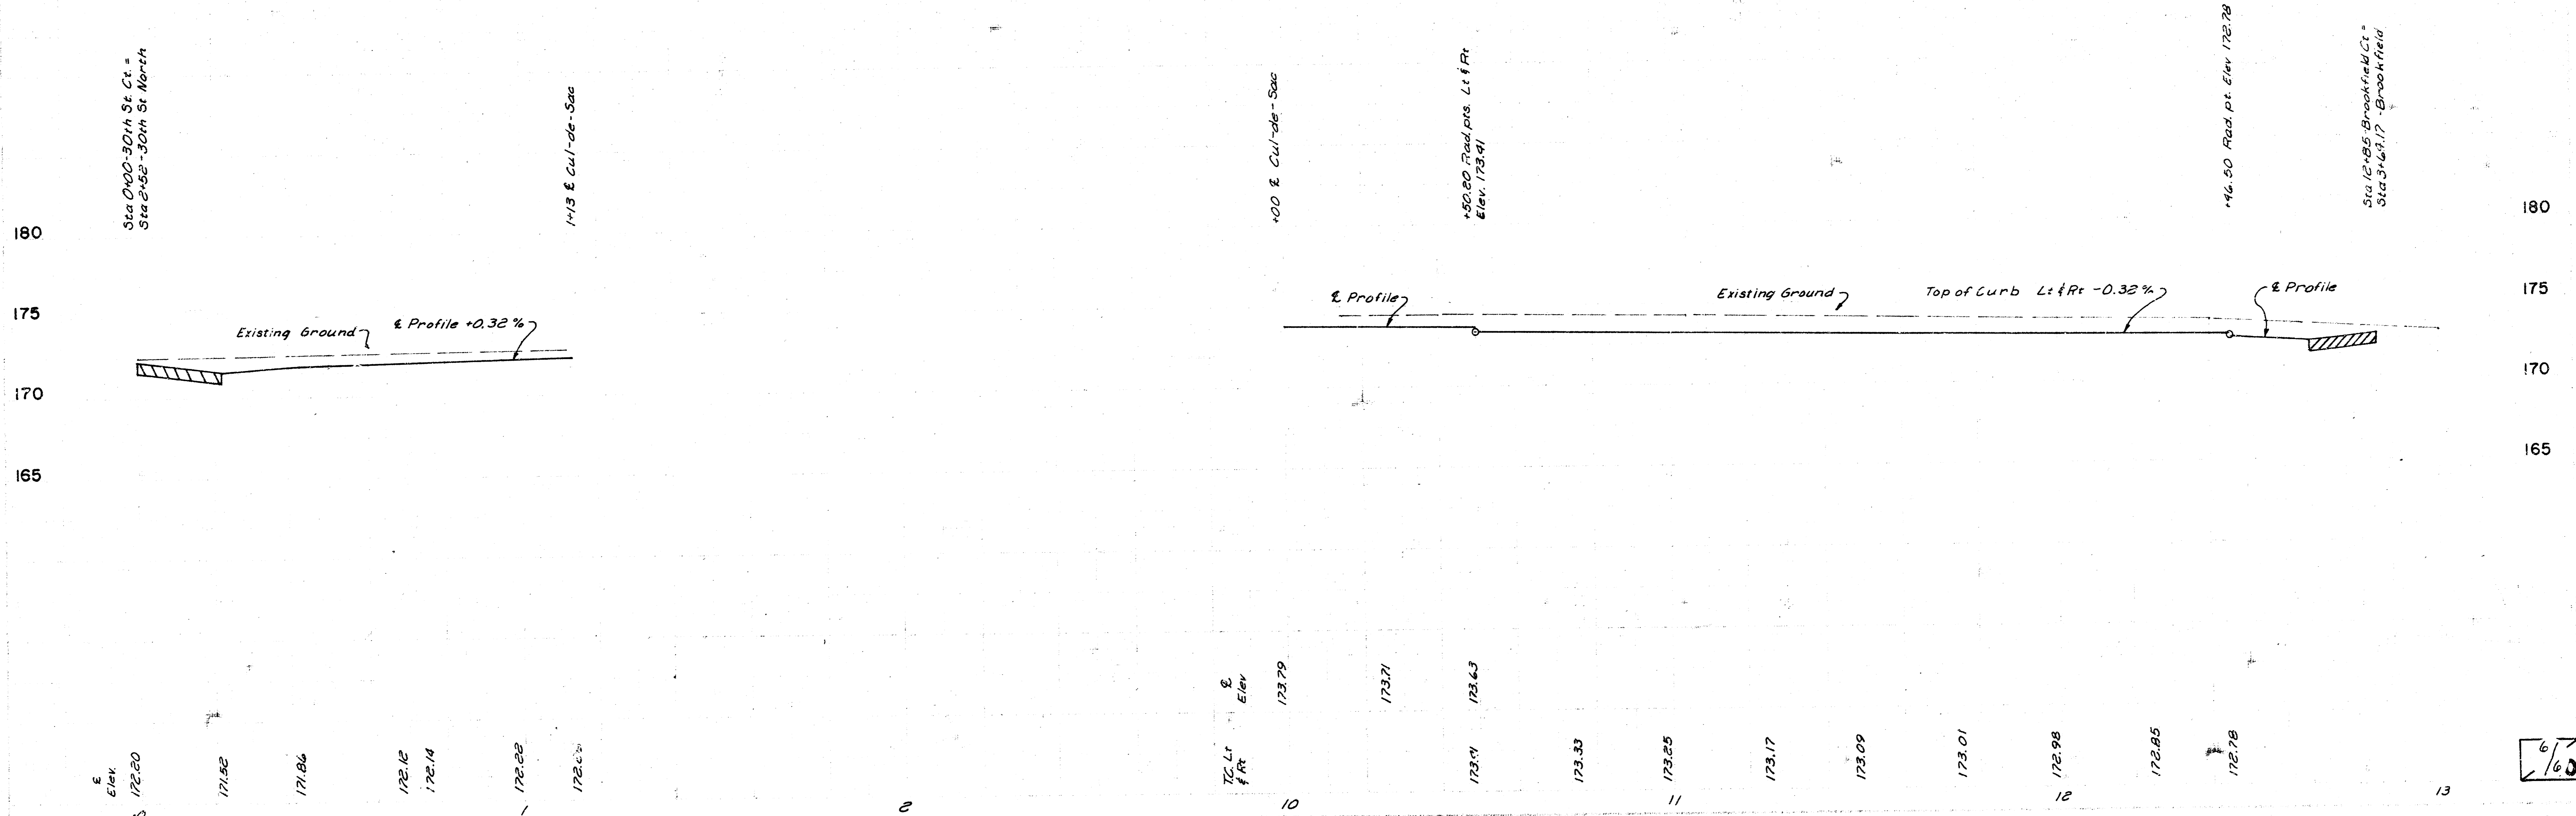 Sta 0+00-30th St. Ct. =
Sta 2+52-30th St North
1+13 ℄ Cul-de-Sac
+00 ℄ Cul-de-Sac
+50.20 Rad. pts. Lt & Rt
Elev. 173.41
+46.50 Rad. pt. Elev 172.78
Sta 12+85-Brookfield Ct =
Sta 3+69.17-Brookfield
180
180
175
175
170
170
165
165
Existing Ground
℄ Profile +0.32%
℄ Profile
Existing Ground
Top of Curb Lt & Rt -0.32%
℄ Profile
℄
Elev
173.79
173.71
173.63
℄
Elev.
172.20
171.52
171.86
172.12
172.14
172.22
T.C. Lt
& Rt
173.41
173.33
173.25
173.17
173.09
173.01
172.98
172.85
172.78
0
1
2
10
11
12
13